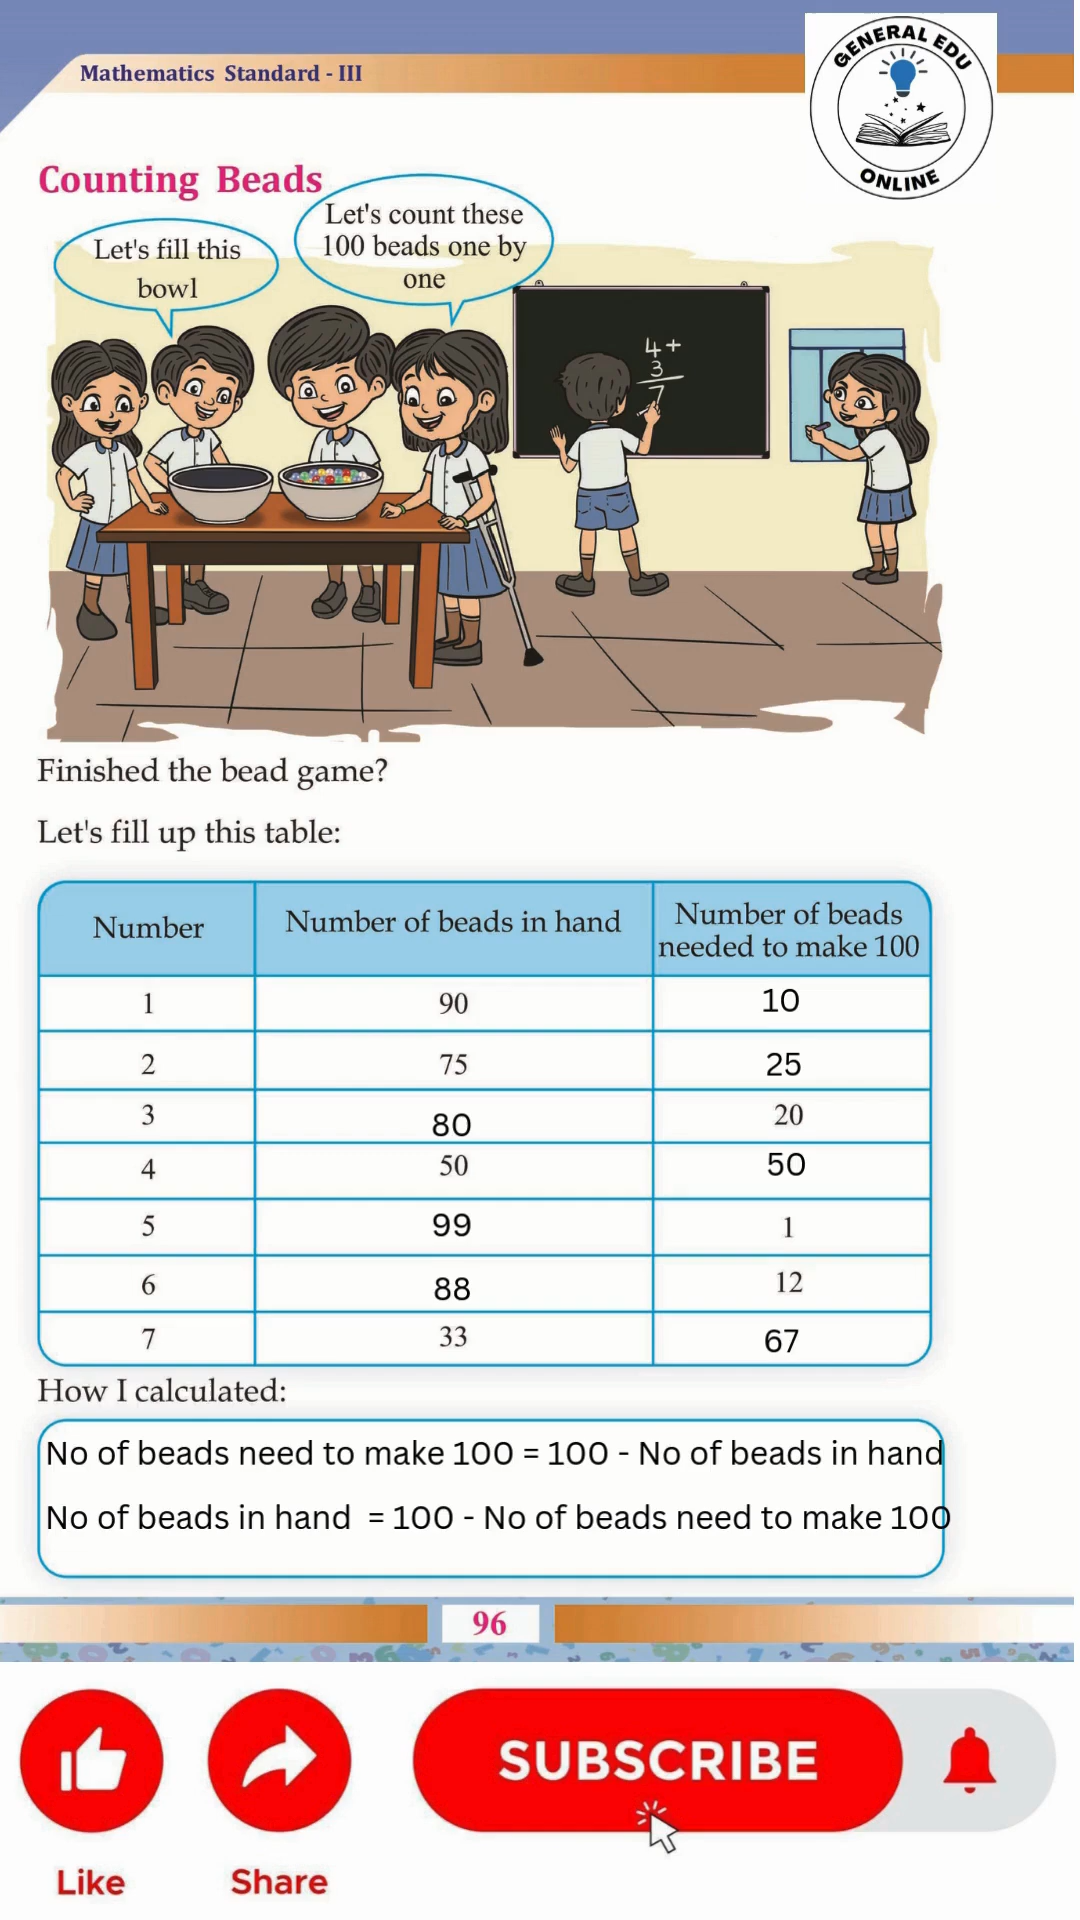 Mathematics Standard - III
GENERAL EDU
ONLINE
Counting Beads
Let's fill this
bowl
Let's count these
100 beads one by
one
4 +
3
7
Finished the bead game?
Let's fill up this table:
Number Number of beads in hand Number of beads needed to make 100
1 90 10
2 75 25
3 80 20
4 50 50
5 99 1
6 88 12
7 33 67
How I calculated:
No of beads need to make 100 = 100 - No of beads in hand
No of beads in hand = 100 - No of beads need to make 100
96
SUBSCRIBE
Like Share